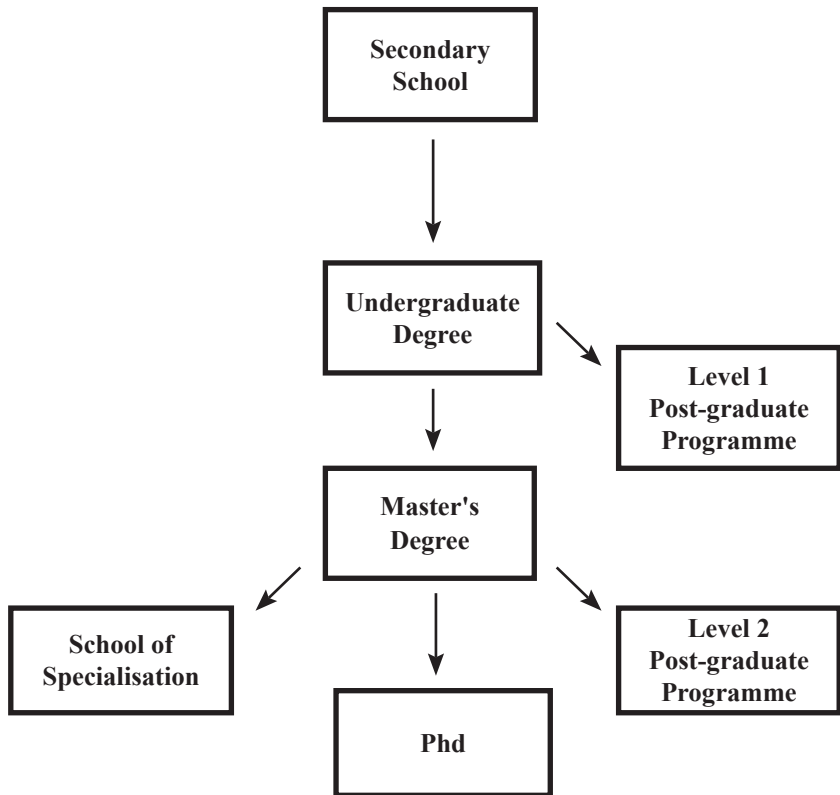 Secondary
School
Undergraduate
Degree
Level 1
Post-graduate
Programme
Master's
Degree
School of
Specialisation
Phd
Level 2
Post-graduate
Programme